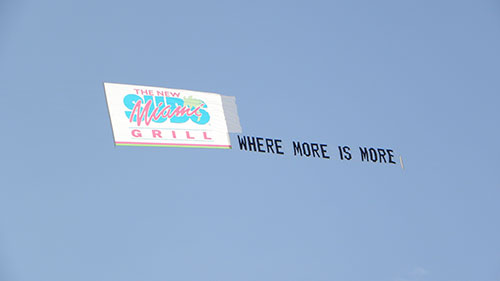 THE NEW
Miami
SUBS
GRILL
WHERE MORE IS MORE